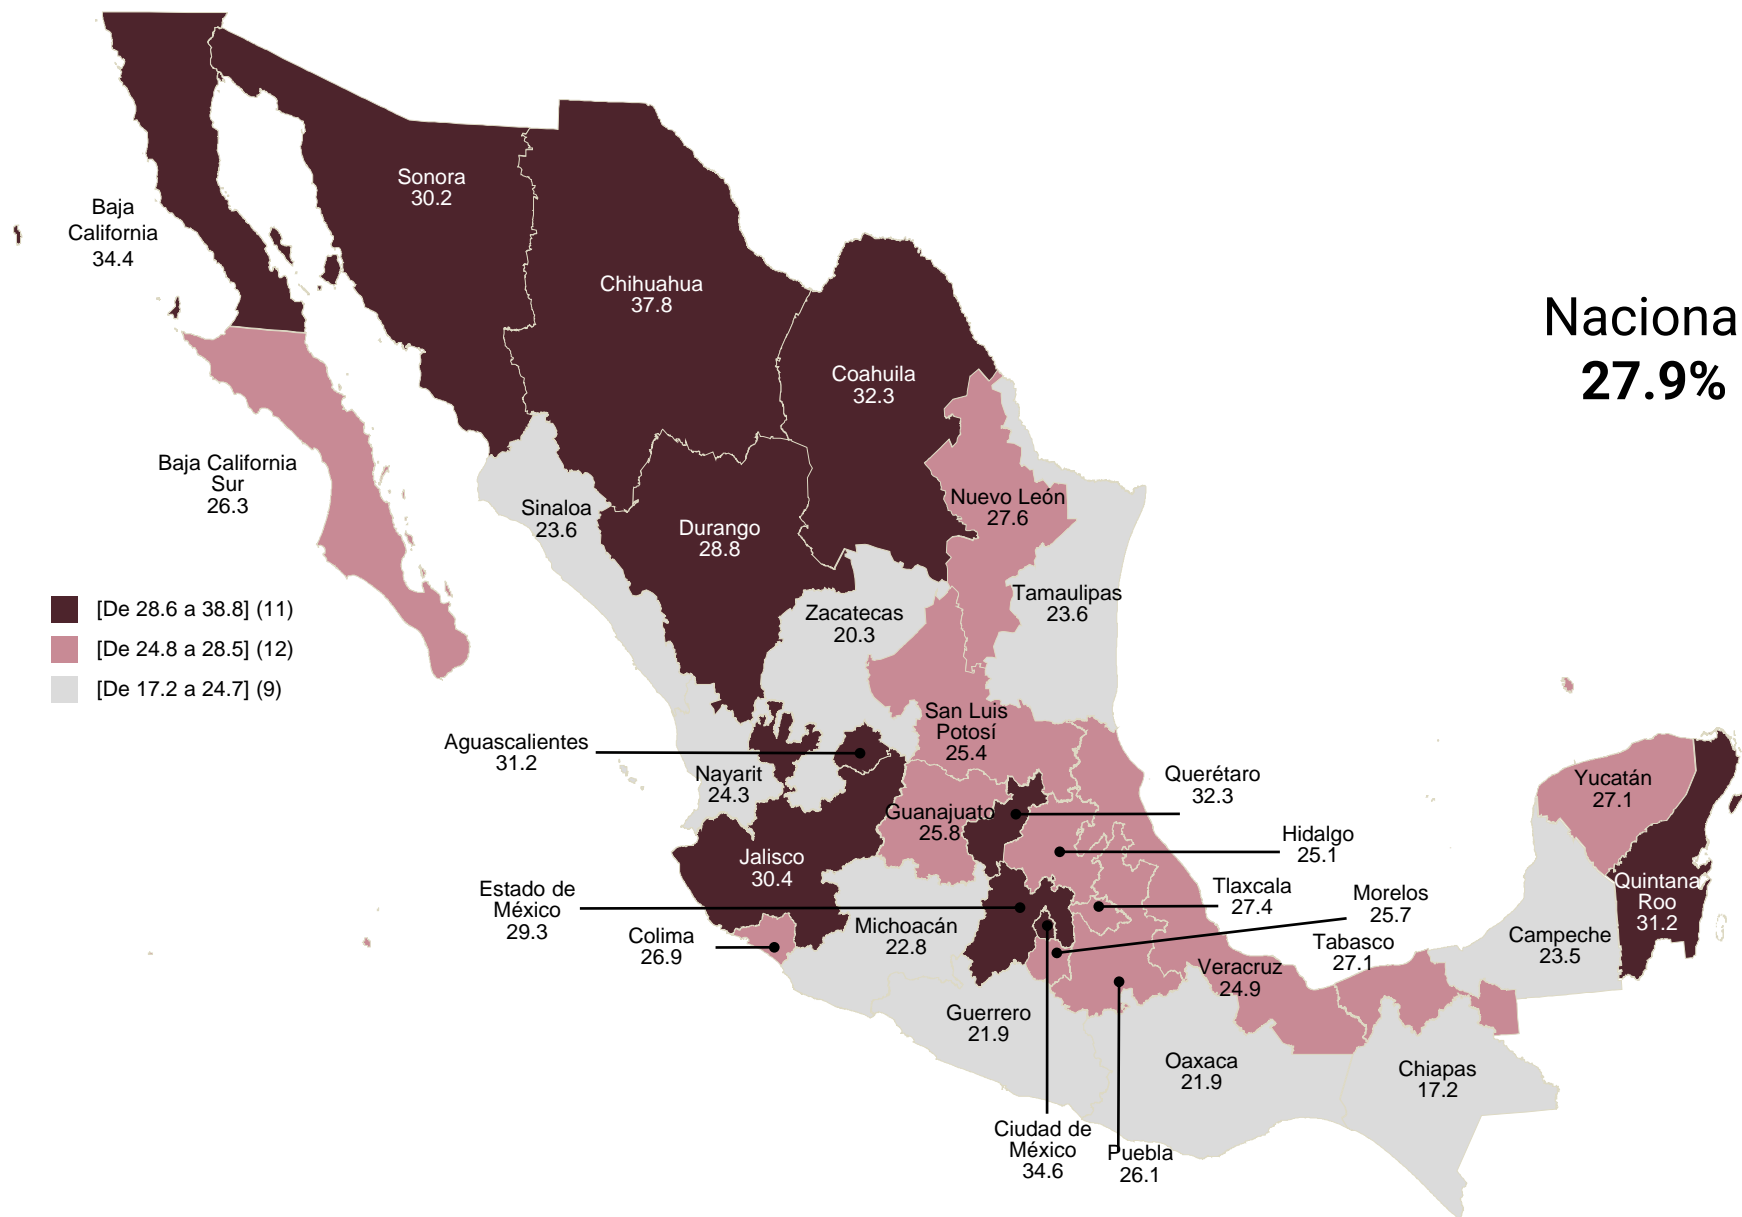 Sonora
30.2
Baja
California
34.4
Chihuahua
37.8
Naciona
27.9%
Coahuila
32.3
Baja California
Sur
26.3
Nuevo León
27.6
Sinaloa
23.6
Durango
28.8
Tamaulipas
23.6
Zacatecas
20.3
[De 28.6 a 38.8] (11)
[De 24.8 a 28.5] (12)
[De 17.2 a 24.7] (9)
San Luis
Potosí
25.4
Aguascalientes
31.2
Nayarit
24.3
Querétaro
32.3
Yucatán
27.1
Guanajuato
25.8
Hidalgo
25.1
Jalisco
30.4
Estado de
México
29.3
Tlaxcala
27.4
Morelos
25.7
Quintana
Roo
31.2
Colima
26.9
Michoacán
22.8
Tabasco
27.1
Campeche
23.5
Veracruz
24.9
Guerrero
21.9
Oaxaca
21.9
Chiapas
17.2
Ciudad de
México
34.6
Puebla
26.1